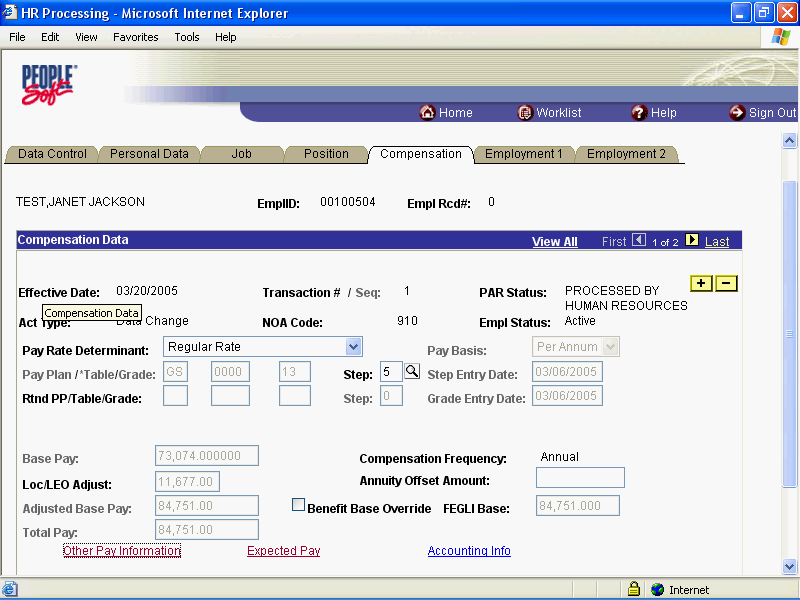 HR Processing - Microsoft Internet Explorer
File Edit View Favorites Tools Help
PEOPLE
Soft
Home Worklist Help Sign Out
Data Control Personal Data Job Position Compensation Employment 1 Employment 2
TEST,JANET JACKSON EmplID: 00100504 Empl Rcd#: 0
Compensation Data View All First 1 of 2 Last
Effective Date: 03/20/2005 Transaction # / Seq: 1 PAR Status: PROCESSED BY
HUMAN RESOURCES
Compensation Data
Act Type: Data Change NOA Code: 910 Empl Status: Active
Pay Rate Determinant: Regular Rate Pay Basis: Per Annum
Pay Plan /*Table/Grade: GS 0000 13 Step: 5 Step Entry Date: 03/06/2005
Rtnd PP/Table/Grade: Step: 0 Grade Entry Date: 03/06/2005
Base Pay: 73,074.000000 Compensation Frequency: Annual
Loc/LEO Adjust: 11,677.00 Annuity Offset Amount:
Adjusted Base Pay: 84,751.00 Benefit Base Override FEGLI Base: 84,751.000
Total Pay: 84,751.00
Other Pay Information Expected Pay Accounting Info
Internet